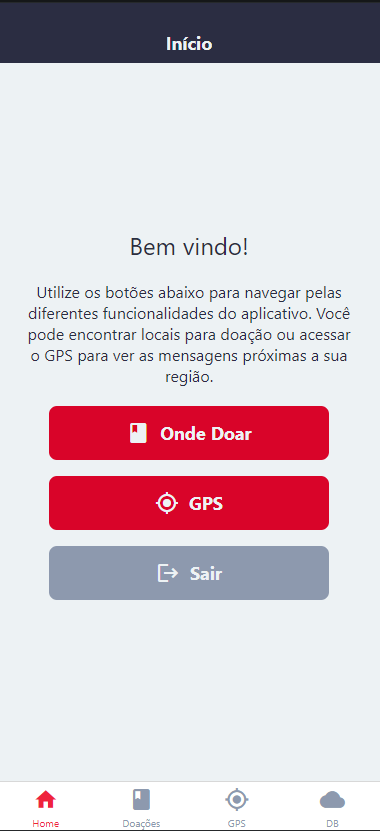 Início
Bem vindo!
Utilize os botões abaixo para navegar pelas
diferentes funcionalidades do aplicativo. Você
pode encontrar locais para doação ou acessar
o GPS para ver as mensagens próximas a sua
região.
Onde Doar
GPS
Sair
Home
Doações
GPS
DB